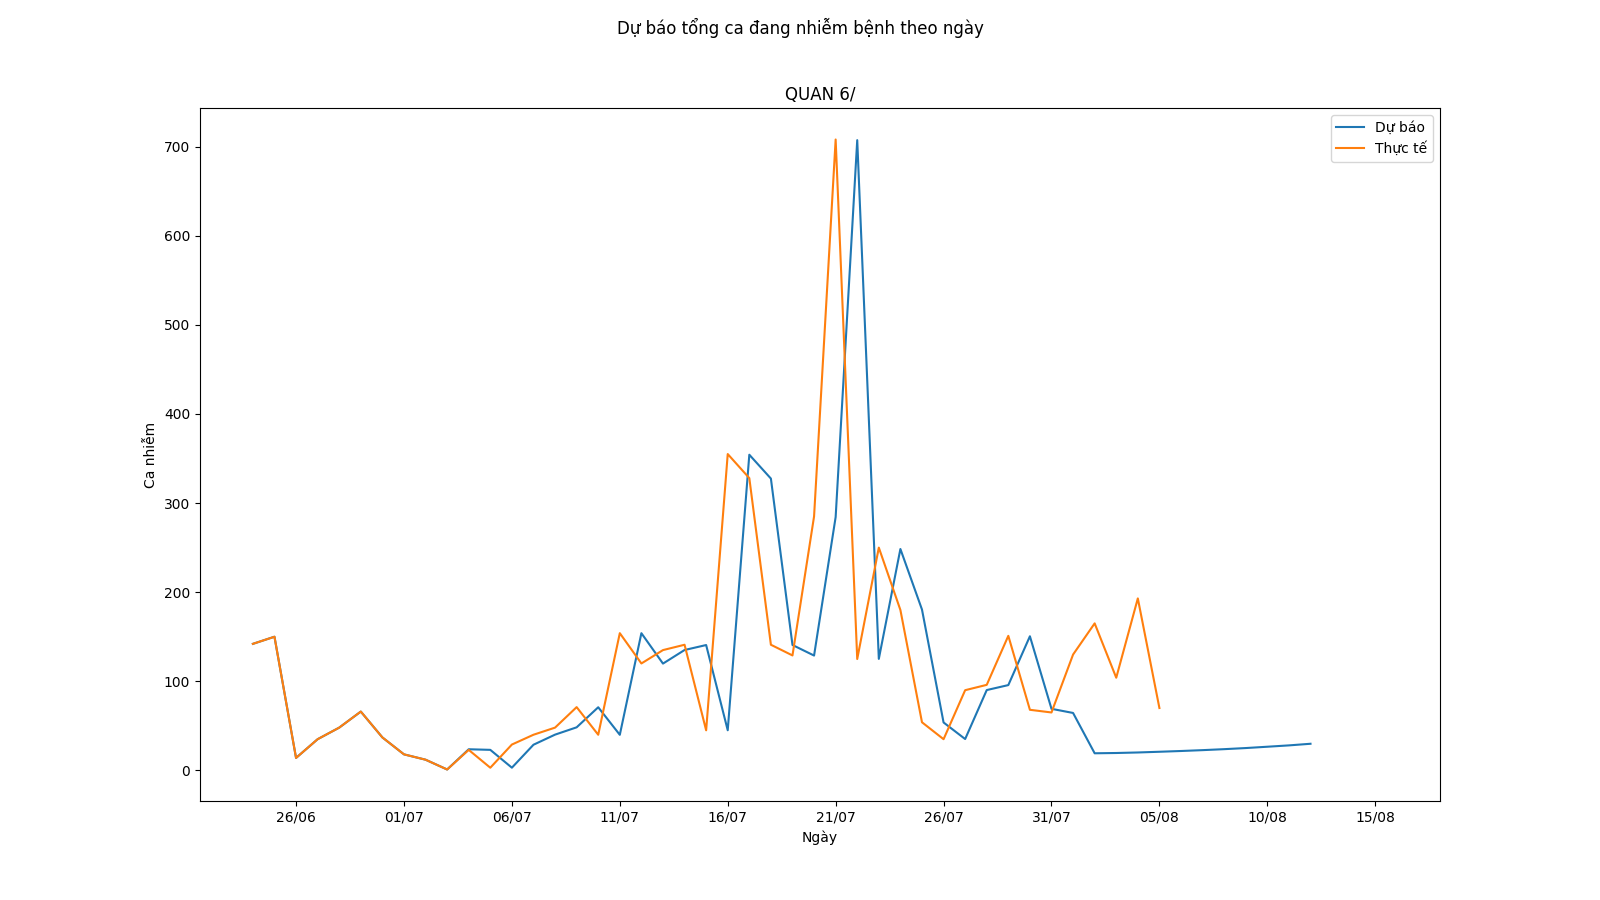 Dự báo tổng ca đang nhiễm bệnh theo ngày
QUAN 6/
Dự báo
Thực tế
700
600
500
400
300
200
100
0
Ca nhiễm
26/06 01/07 06/07 11/07 16/07 21/07 26/07 31/07 05/08 10/08 15/08
Ngày